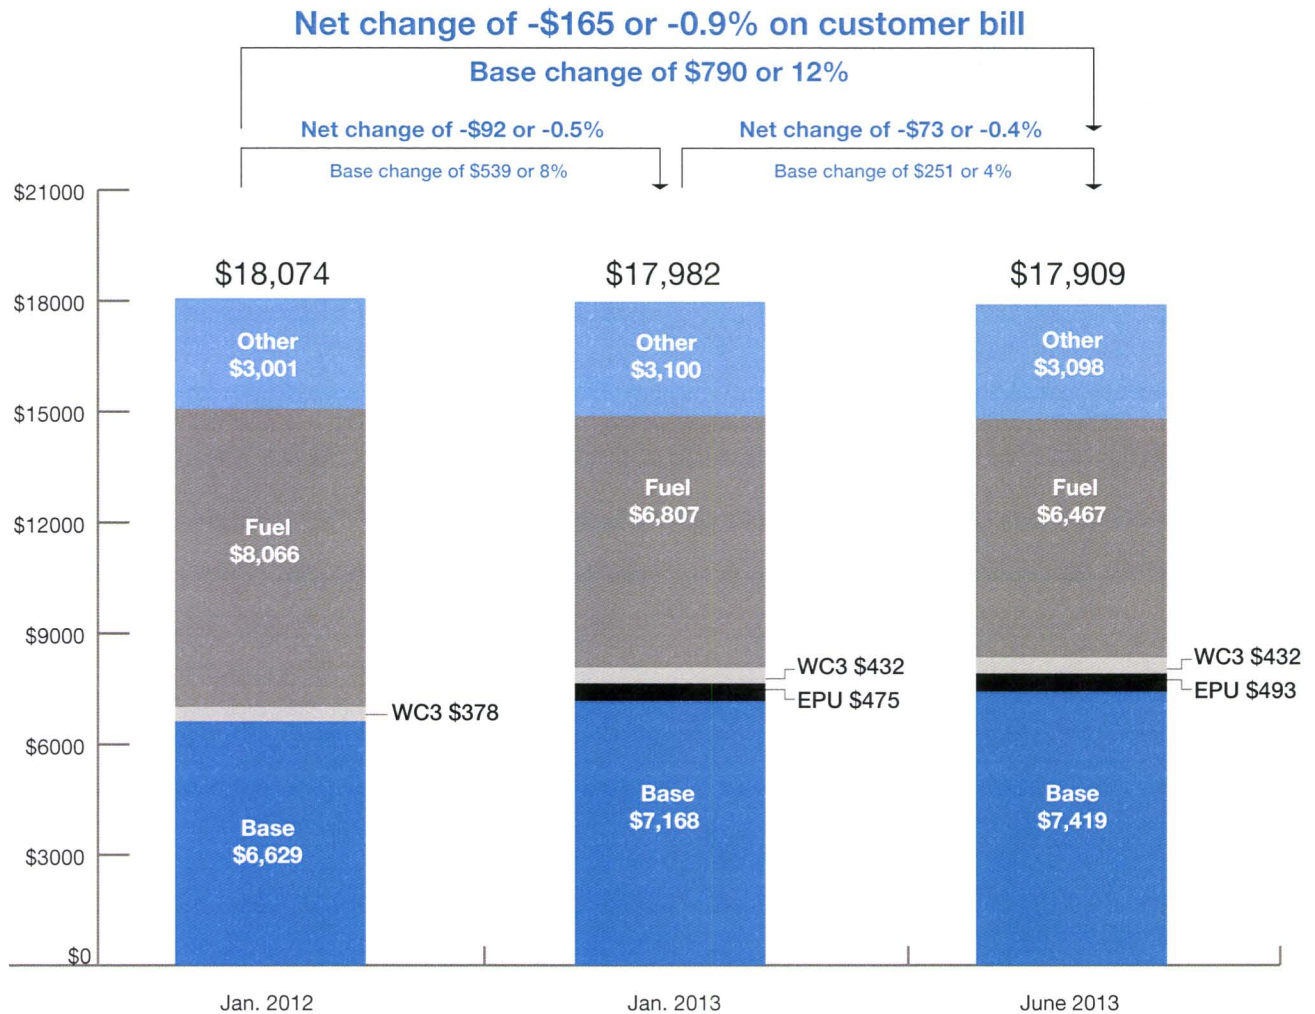 Net change of -$165 or -0.9% on customer bill
Base change of $790 or 12%
Net change of -$92 or -0.5%
Net change of -$73 or -0.4%
Base change of $539 or 8%
Base change of $251 or 4%
$21000
$18000
$15000
$12000
$9000
$6000
$3000
$0
$18,074
Other
$3,001
Fuel
$8,066
WC3 $378
Base
$6,629
$17,982
Other
$3,100
Fuel
$6,807
WC3 $432
EPU $475
Base
$7,168
$17,909
Other
$3,098
Fuel
$6,467
WC3 $432
EPU $493
Base
$7,419
Jan. 2012
Jan. 2013
June 2013